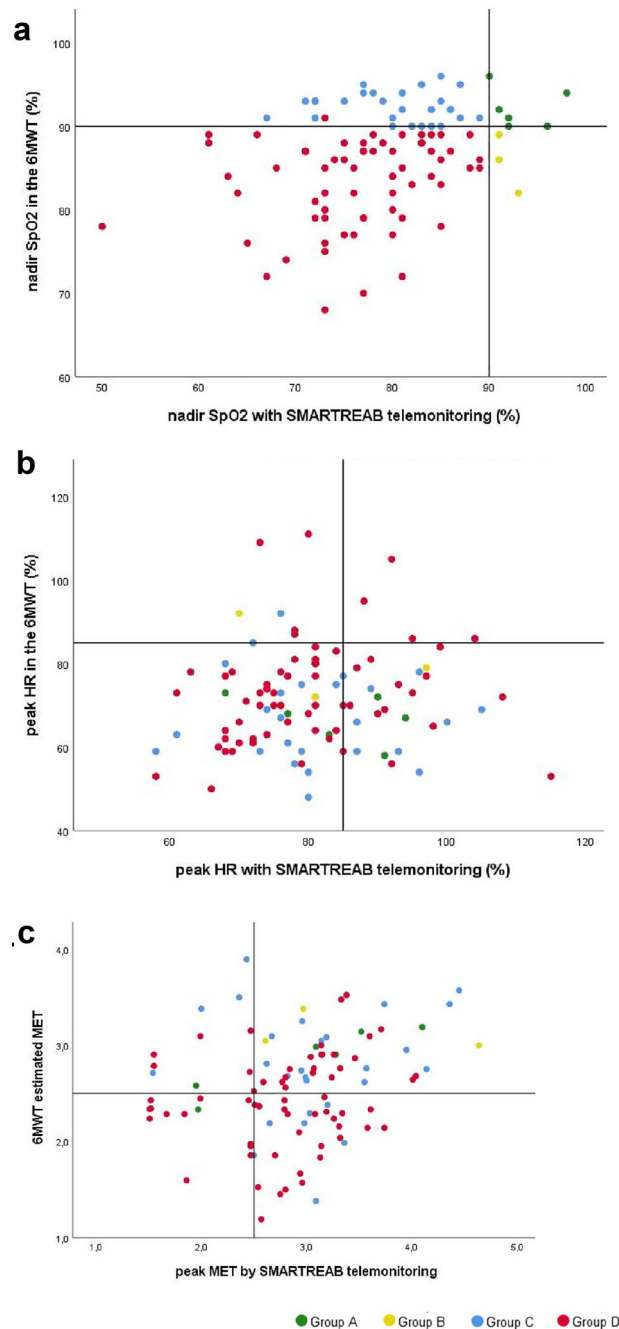 a
100
90
80
70
60
50
60
70
80
90
100
nadir SpO2 in the 6MWT (%)
nadir SpO2 with SMARTREAB telemonitoring (%)
b
120
100
80
60
40
60
80
100
120
peak HR in the 6MWT (%)
peak HR with SMARTREAB telemonitoring (%)
.c
4,0
3,0
2,0
1,0
1,0
2,0
3,0
4,0
5,0
6MWT estimated MET
peak MET by SMARTREAB telemonitoring
Group A Group B Group C Group D